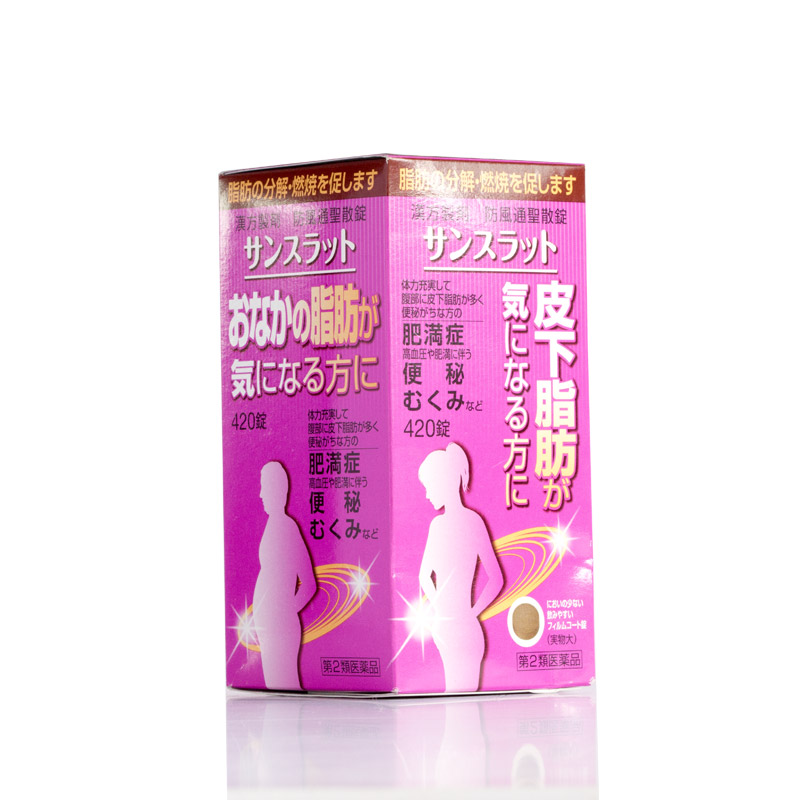 脂肪の分解・燃焼を促します
漢方製剤 防風通聖散錠
サンスラット
おなかの脂肪が
気になる方に
420錠
体力充実して
腹部に皮下脂肪が多く
便秘がちな方の
肥満症
高血圧や肥満に伴う
便秘
むくみなど
第2類医薬品
脂肪の分解・燃焼を促します
漢方製剤 防風通聖散錠
サンスラット
皮下脂肪が
気になる方に
体力充実して
腹部に皮下脂肪が多く
便秘がちな方の
肥満症
高血圧や肥満に伴う
便秘
むくみなど
420錠
においの少ない
飲みやすい
フィルムコート錠
(実物大)
第2類医薬品